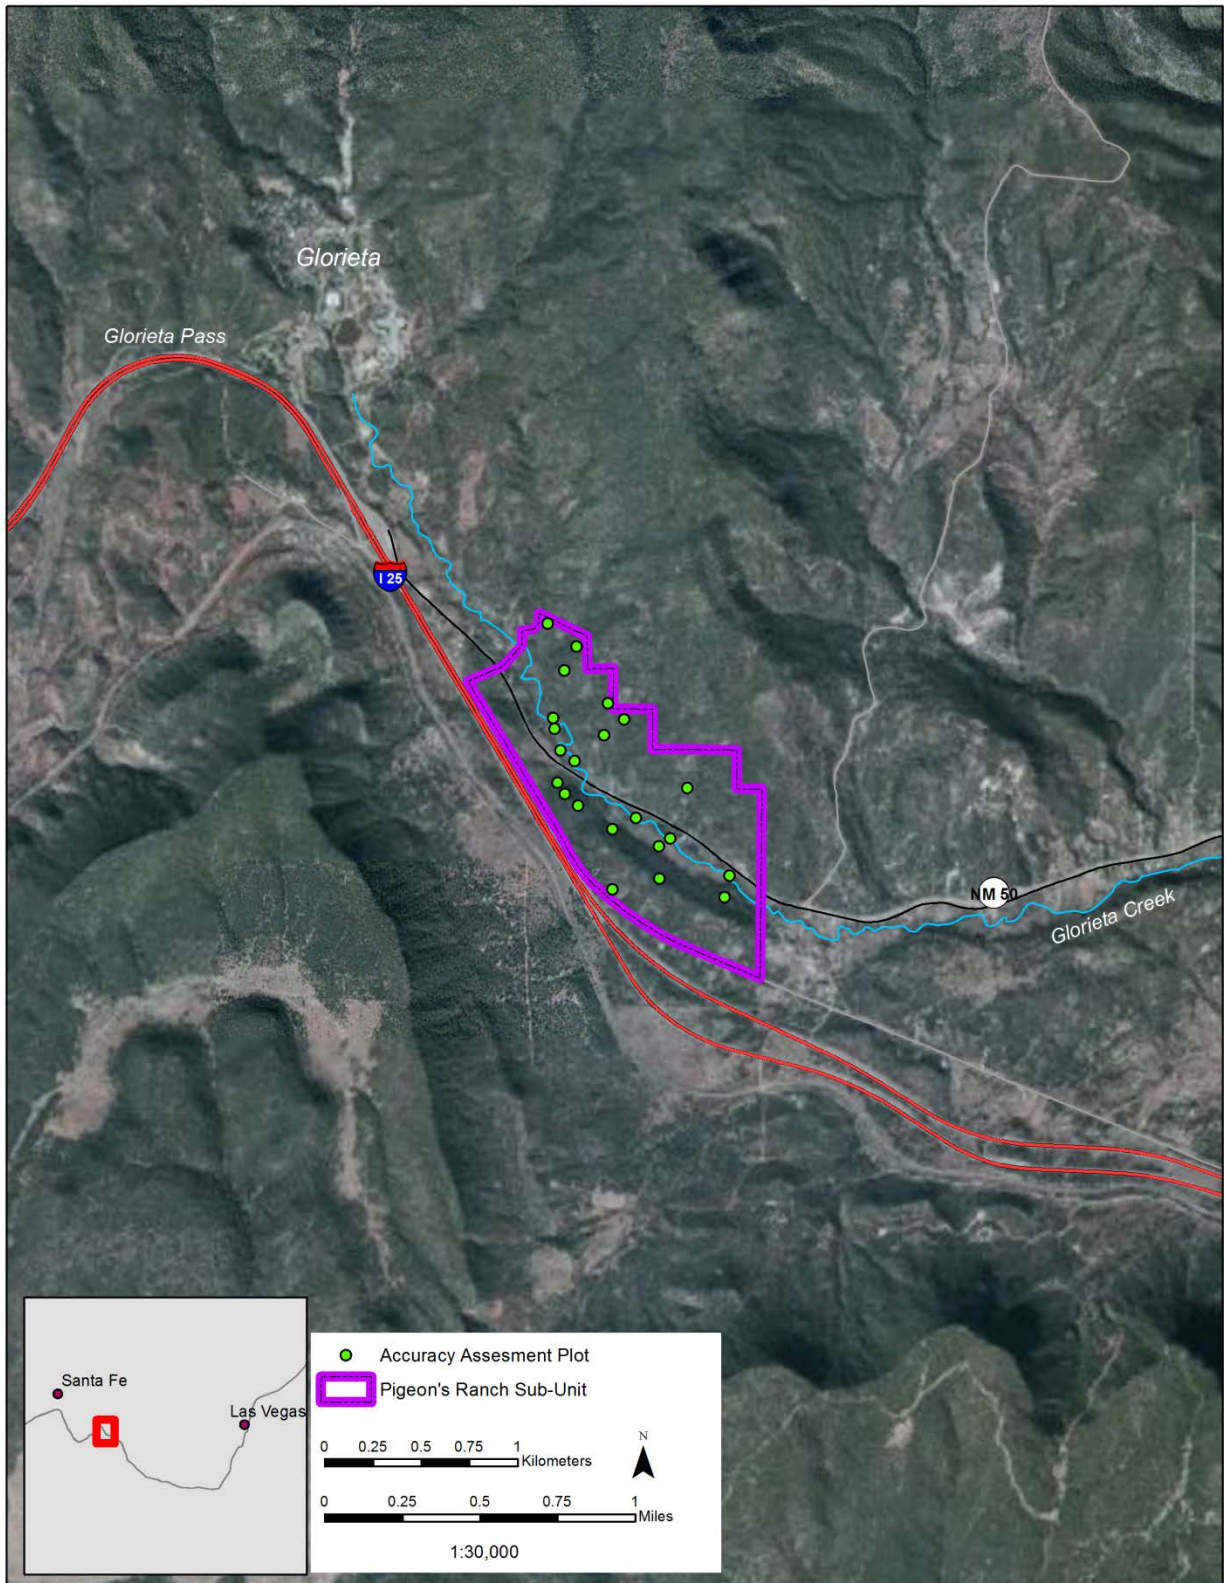 Glorieta
Glorieta Pass
I 25
NM 50
Glorieta Creek
Santa Fe
Las Vegas
Accuracy Assesment Plot
Pigeon's Ranch Sub-Unit
0 0.25 0.5 0.75 1
Kilometers
N
0 0.25 0.5 0.75 1
Miles
1:30,000